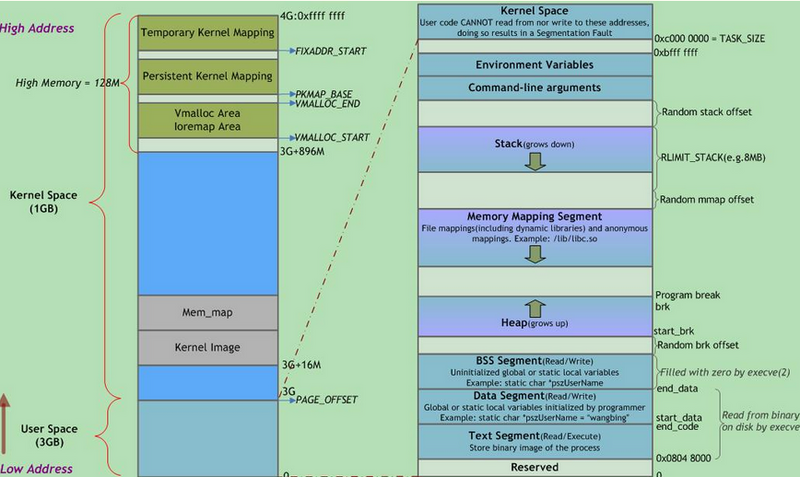 High Address
4G:0xffff ffff
Temporary Kernel Mapping
FIXADDR_START
High Memory = 128M
Persistent Kernel Mapping
PKMAP_BASE
VMALLOC_END
Vmalloc Area
Ioremap Area
VMALLOC_START
3G+896M
Kernel Space
(1GB)
Mem_map
Kernel Image
3G+16M
3G
PAGE_OFFSET
User Space
(3GB)
Low Address
0
Kernel Space
User code CANNOT read from nor write to these addresses,
doing so results in a Segmentation Fault
0xc000 0000 = TASK_SIZE
0xbfff ffff
Environment Variables
Command-line arguments
Random stack offset
Stack(grows down)
RLIMIT_STACK(e.g.8MB)
Random mmap offset
Memory Mapping Segment
File mappings(including dynamic libraries) and anonymous
mappings. Example: /lib/libc.so
Program break
brk
Heap(grows up)
start_brk
Random brk offset
BSS Segment(Read/Write)
Uninitialized global or static local variables
Example: static char *pszUserName
Filled with zero by execve(2)
end_data
Data Segment(Read/Write)
Global or static local variables initialized by programmer
Example: static char *pszUserName = "wangbing"
start_data
end_code
Read from binary
on disk by execve
Text Segment(Read/Execute)
Store binary image of the process
0x0804 8000
Reserved
0